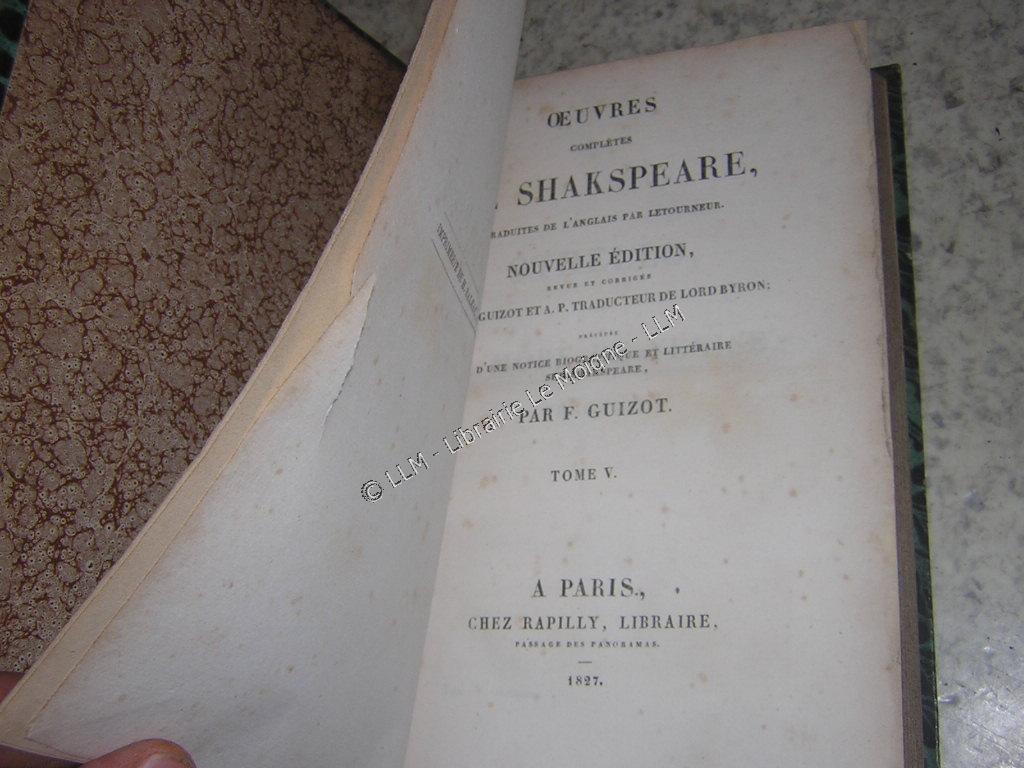 ŒUVRES
COMPLÈTES
SHAKSPEARE,
RADUITES DE L'ANGLAIS PAR LETOURNEUR.
NOUVELLE ÉDITION,
REVUE ET CORRIGÉE
GUIZOT ET A. P. TRADUCTEUR DE LORD BYRON;
PRÉCÉDÉE
D'UNE NOTICE ET LITTÉRAIRE
PAR F. GUIZOT.
TOME V.
A PARIS,
CHEZ RAPILLY, LIBRAIRE,
PASSAGE DES PANORAMAS.
1827.
IMPRIMERIE DE
© LLM - Librairie Le Moigne - LLM